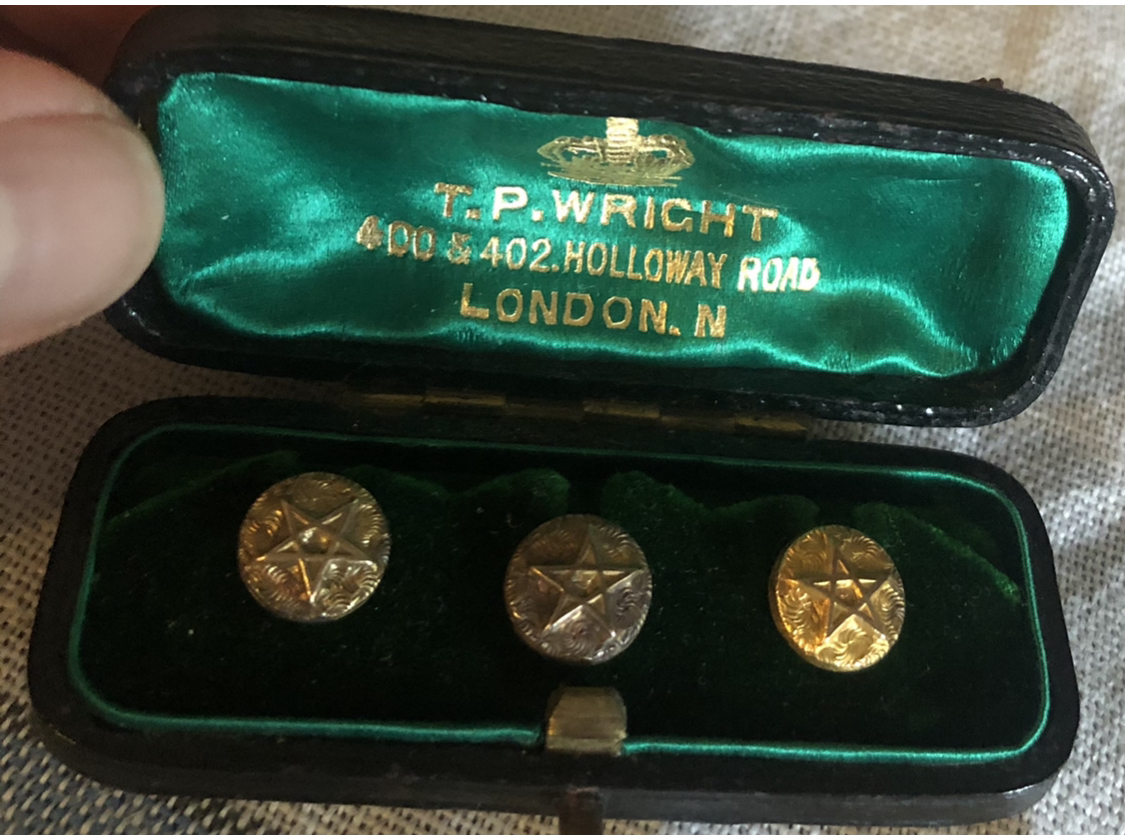 T. P. WRIGHT
400 & 402. HOLLOWAY ROAD
LONDON. N